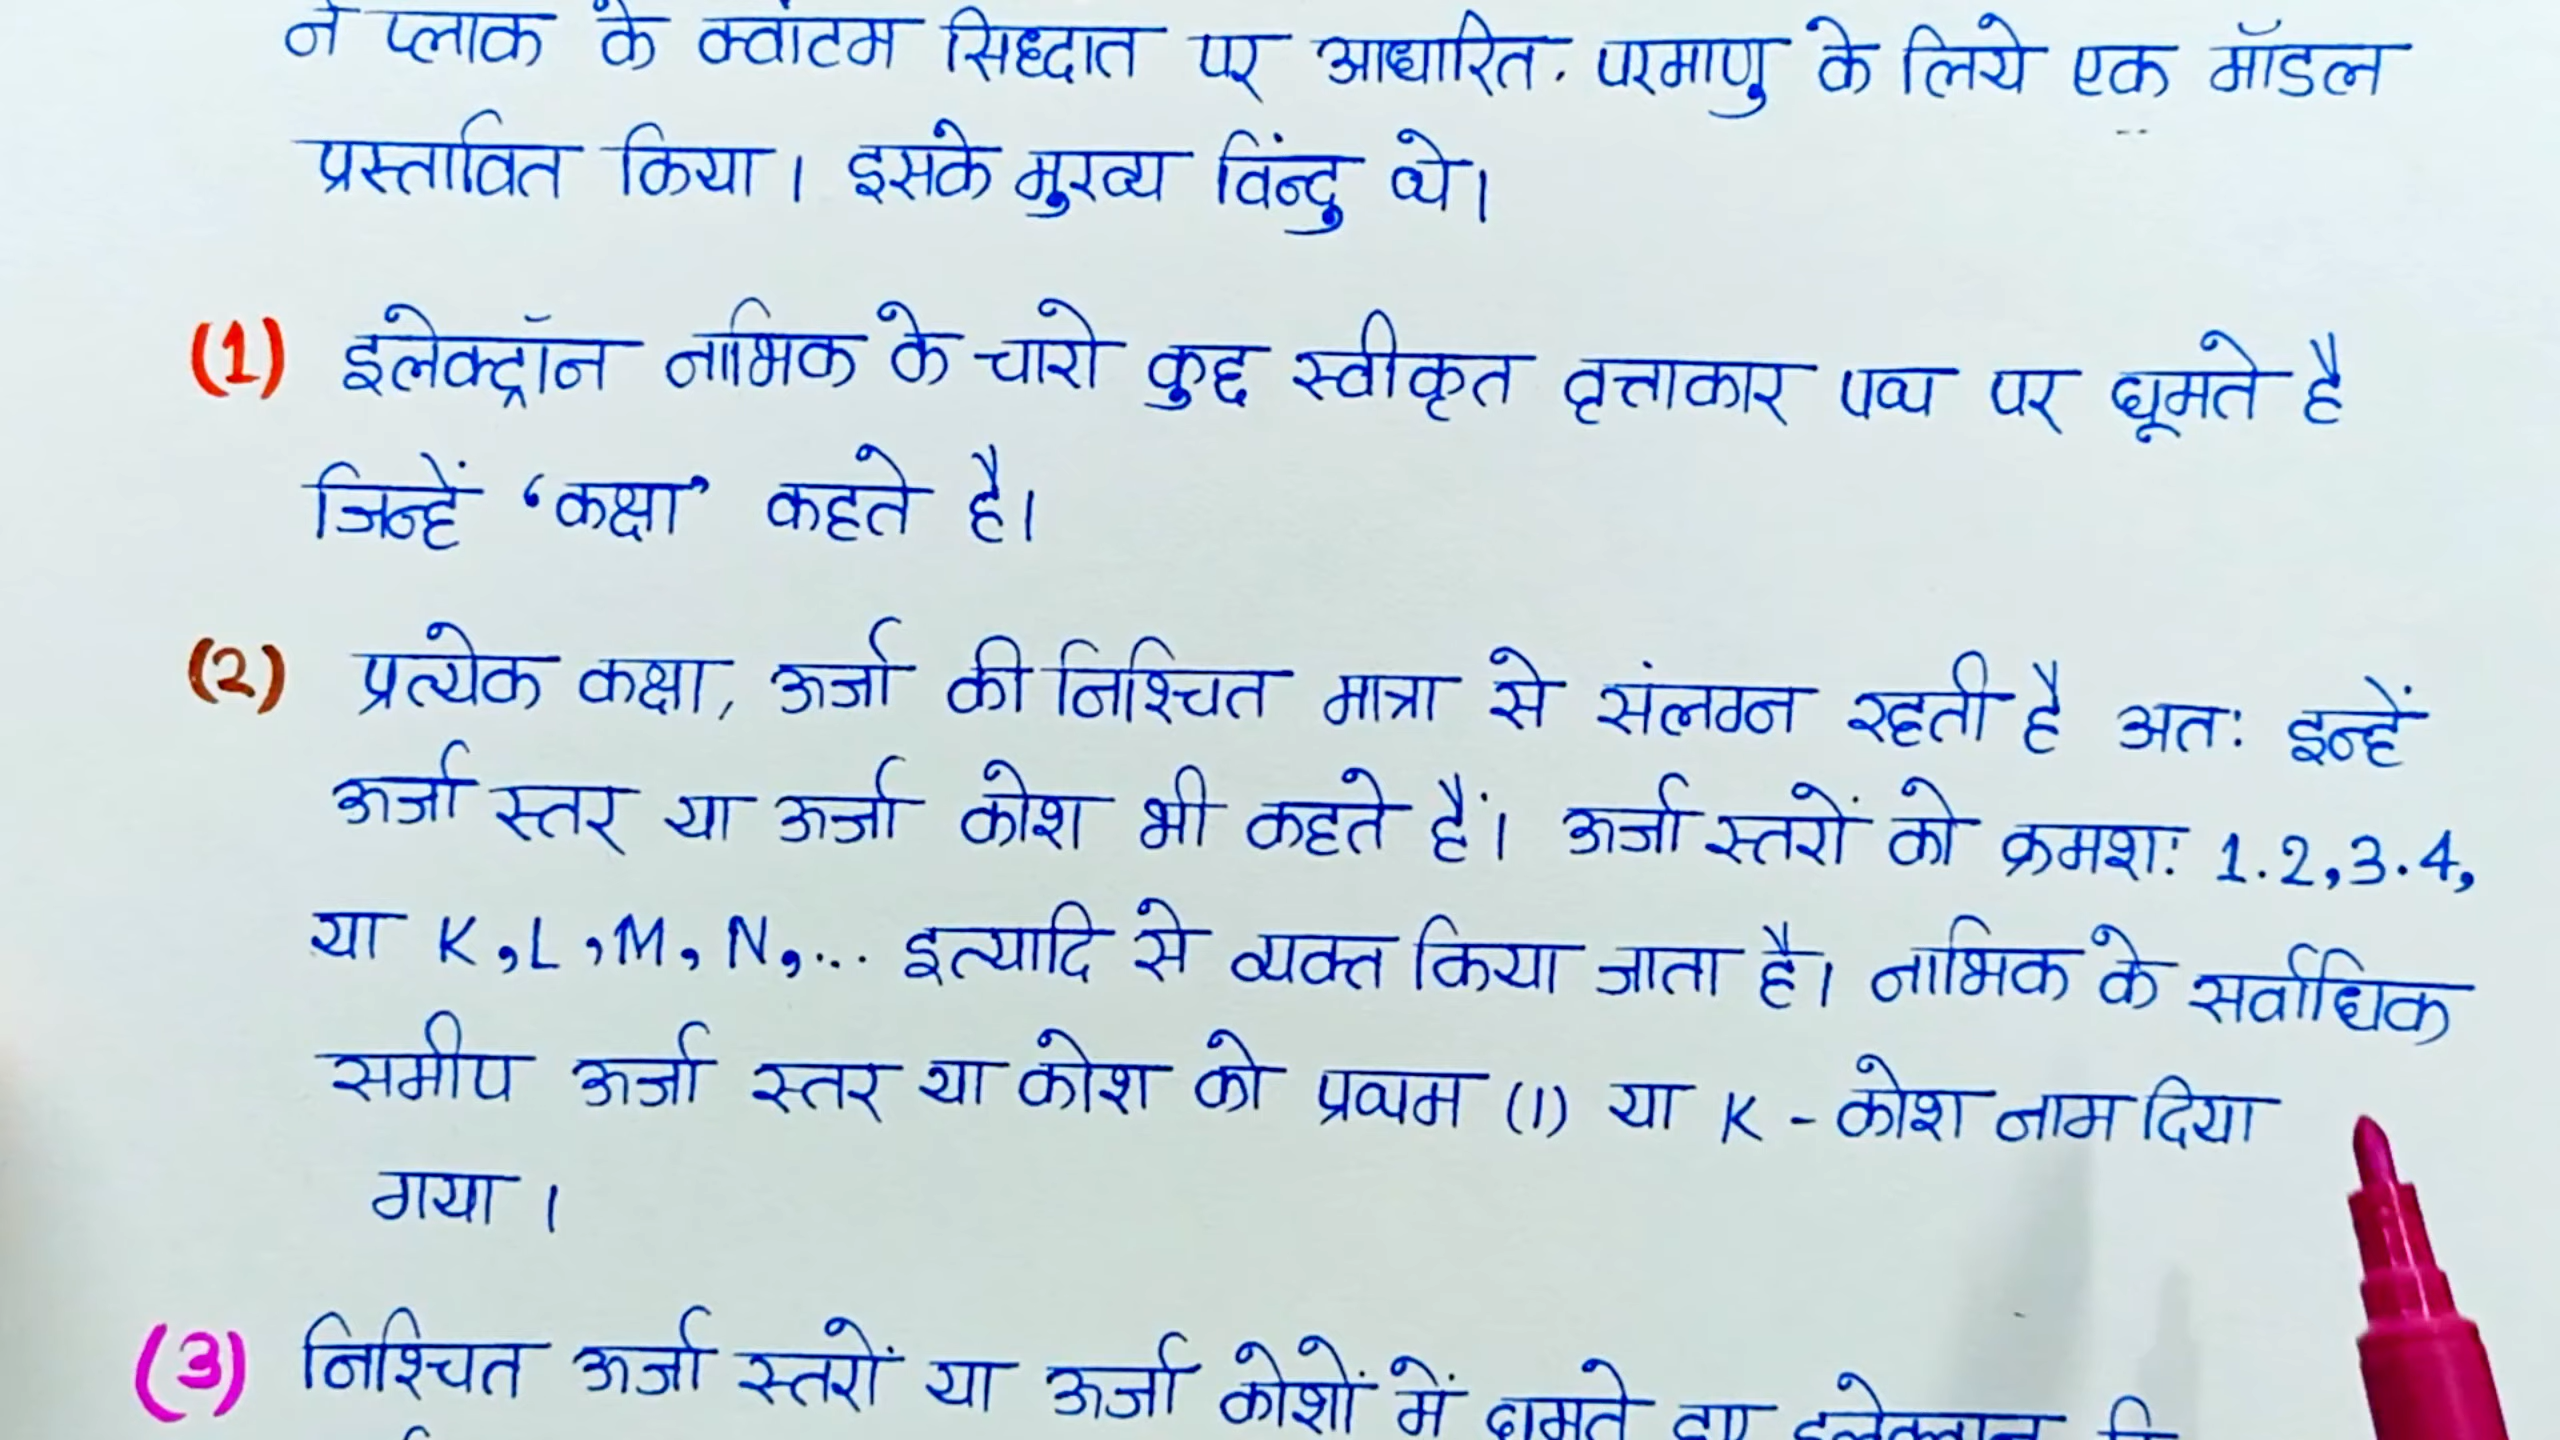 ने प्लांक के क्वांटम सिध्दांत पर आधारित. परमाणु के लिये एक मॉडल
प्रस्तावित किया। इसके मुख्य विंन्दु थे।
(1) इलेक्ट्रॉन नाभिक के चारो कुछ स्वीकृत वृत्ताकार पथ पर घूमते है
जिन्हें ‘कक्षा’ कहते है।
(2) प्रत्येक कक्षा, ऊर्जा की निश्चित मात्रा से संलग्न रहती है अतः इन्हें
ऊर्जा स्तर या ऊर्जा कोश भी कहते हैं। ऊर्जा स्तरों को क्रमशः 1.2,3.4,
या K,L,M,N,... इत्यादि से व्यक्त किया जाता है। नाभिक के सर्वाधिक
समीप ऊर्जा स्तर या कोश को प्रथम (1) या K - कोश नाम दिया
गया ।
(3) निश्चित ऊर्जा स्तरों या ऊर्जा कोशों में घूमते हुए इलेक्ट्रान